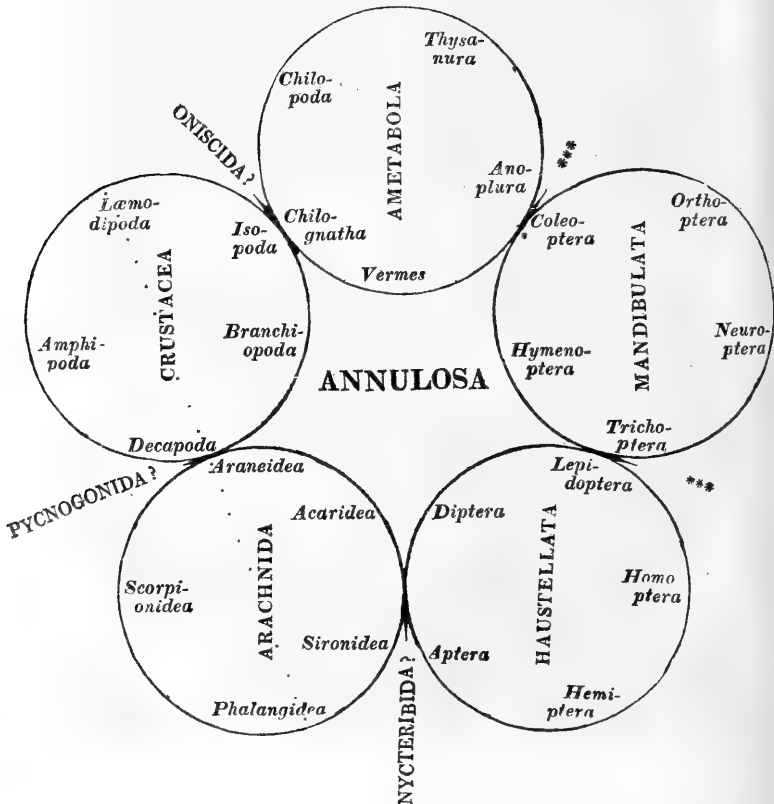 Thysa-
nura
Chilo-
poda
AMETABOLA
Ano-
plura
Chilo-
gnatha
Vermes
ONISCIDA?
***
Læmo-
dipoda
Iso-
poda
CRUSTACEA
Branchi-
opoda
Amphi-
poda
Decapoda
Ortho-
ptera
Coleo-
ptera
MANDIBULATA
Neuro-
ptera
Hymeno-
ptera
Tricho-
ptera
ANNULOSA
PYCNOGONIDA?
***
Araneidea
Acaridea
ARACHNIDA
Scorpi-
onidea
Sironidea
Phalangidea
Lepi-
doptera
Diptera
HAUSTELLATA
Homo
ptera
Aptera
Hemi-
ptera
NYCTERIBIDA?